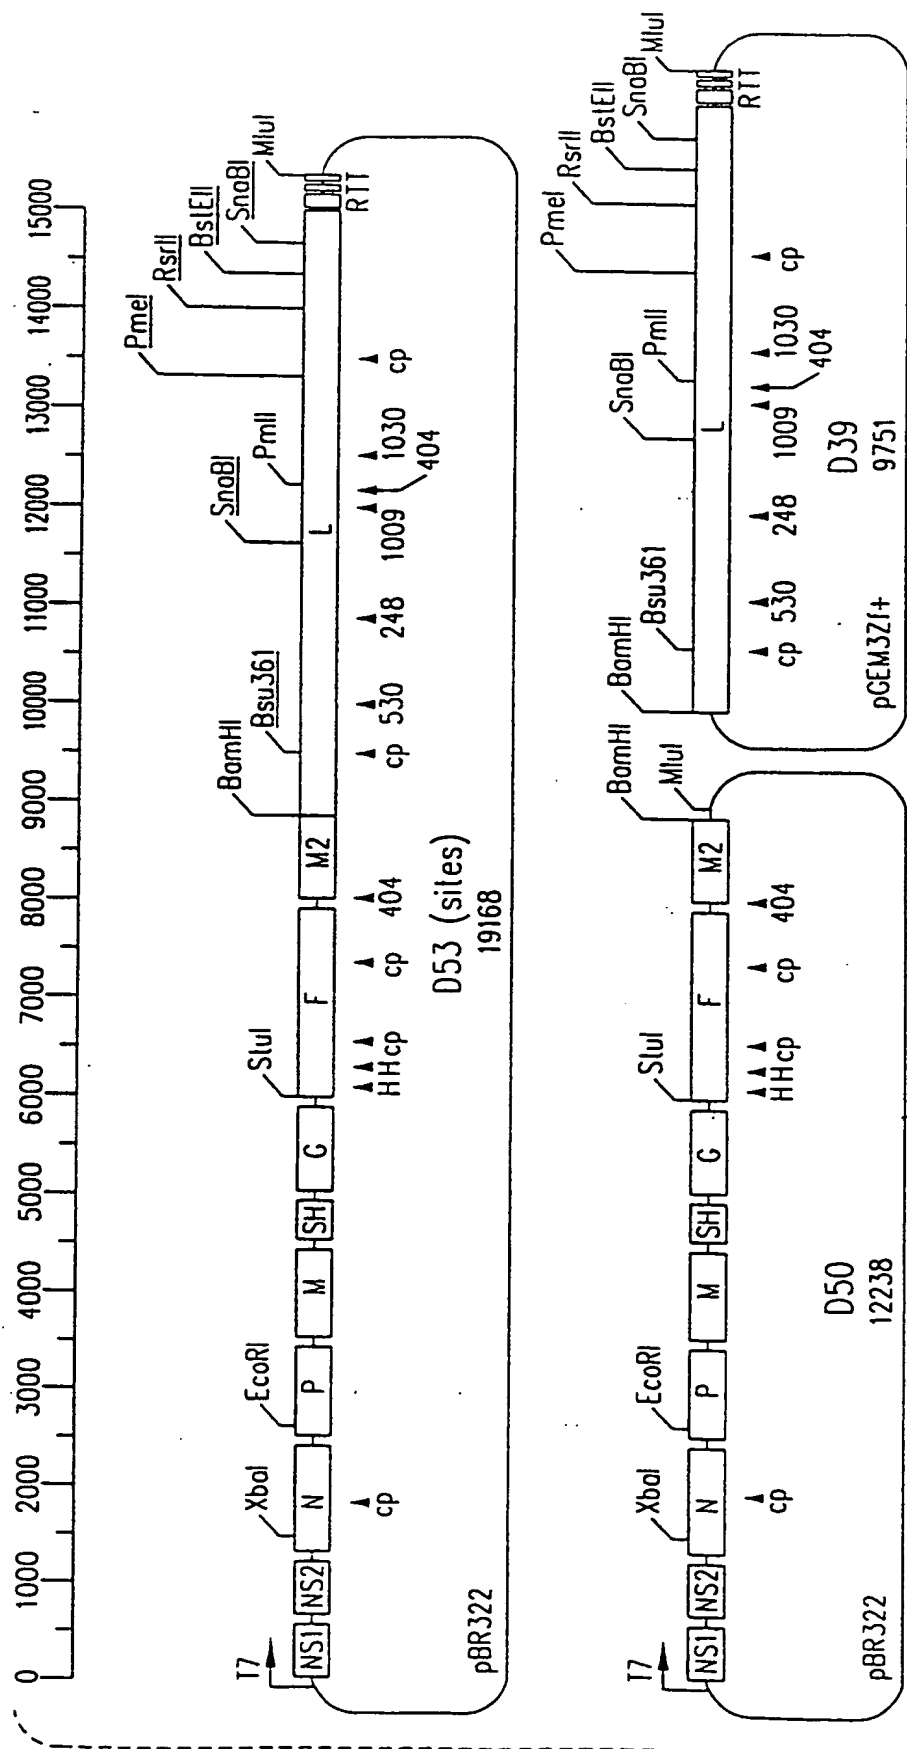 0 1000 2000 3000 4000 5000 6000 7000 8000 9000 10000 11000 12000 13000 14000 15000
T7
XbaI
EcoRI
StuI
BamHI
Bsu36I
SnaBI
PmlI
PmeI
RsrII
BstEII
SnaBI
MluI
NS1 NS2 N P M SH G F M2 L
RTT
cp HHcp cp 404 cp 530 248 1009 404 1030 cp
D53 (sites)
19168
pBR322
T7
XbaI
EcoRI
StuI
BamHI
MluI
NS1 NS2 N P M SH G F M2
cp HHcp cp 404
D50
12238
pBR322
BamHI
Bsu36I
SnaBI
PmlI
PmeI
RsrII
BstEII
SnaBI
MluI
L
RTT
cp 530 248 1009 404 1030 cp
D39
9751
pGEM3Zf+